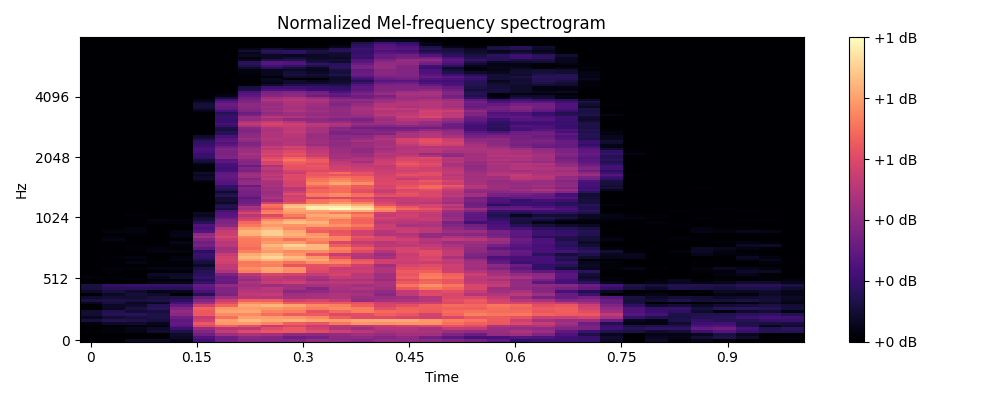 Normalized Mel-frequency spectrogram
Hz
4096
2048
1024
512
0
0 0.15 0.3 0.45 0.6 0.75 0.9
Time
+1 dB
+1 dB
+1 dB
+0 dB
+0 dB
+0 dB